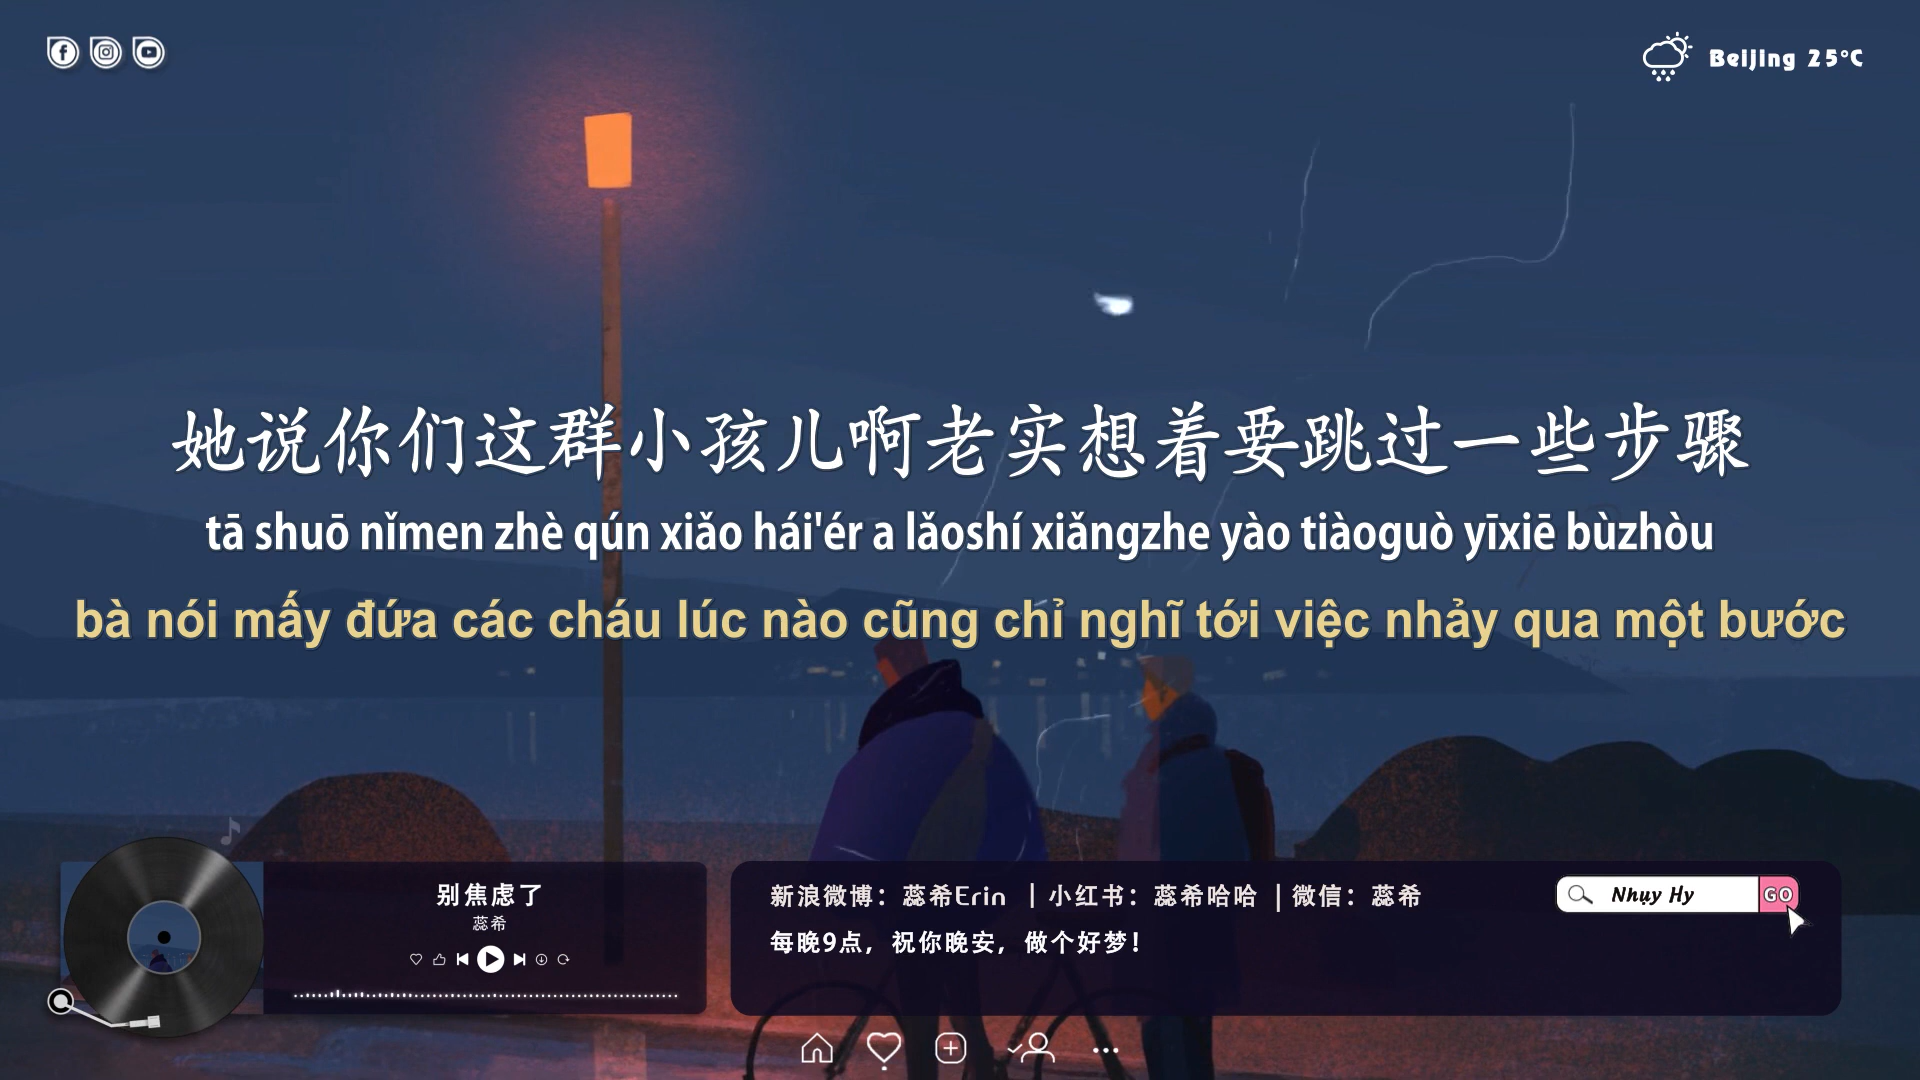 Beijing 25°C
她说你们这群小孩儿啊老实想着要跳过一些步骤
tā shuō nǐmen zhè qún xiǎo hái'ér a lǎoshí xiǎngzhe yào tiàoguò yīxiē bùzhòu
bà nói mấy đứa các cháu lúc nào cũng chỉ nghĩ tới việc nhảy qua một bước
别焦虑了
蕊希
新浪微博：蕊希Erin ｜小红书：蕊希哈哈 ｜微信：蕊希
每晚9点，祝你晚安，做个好梦！
Nhụy Hy
GO